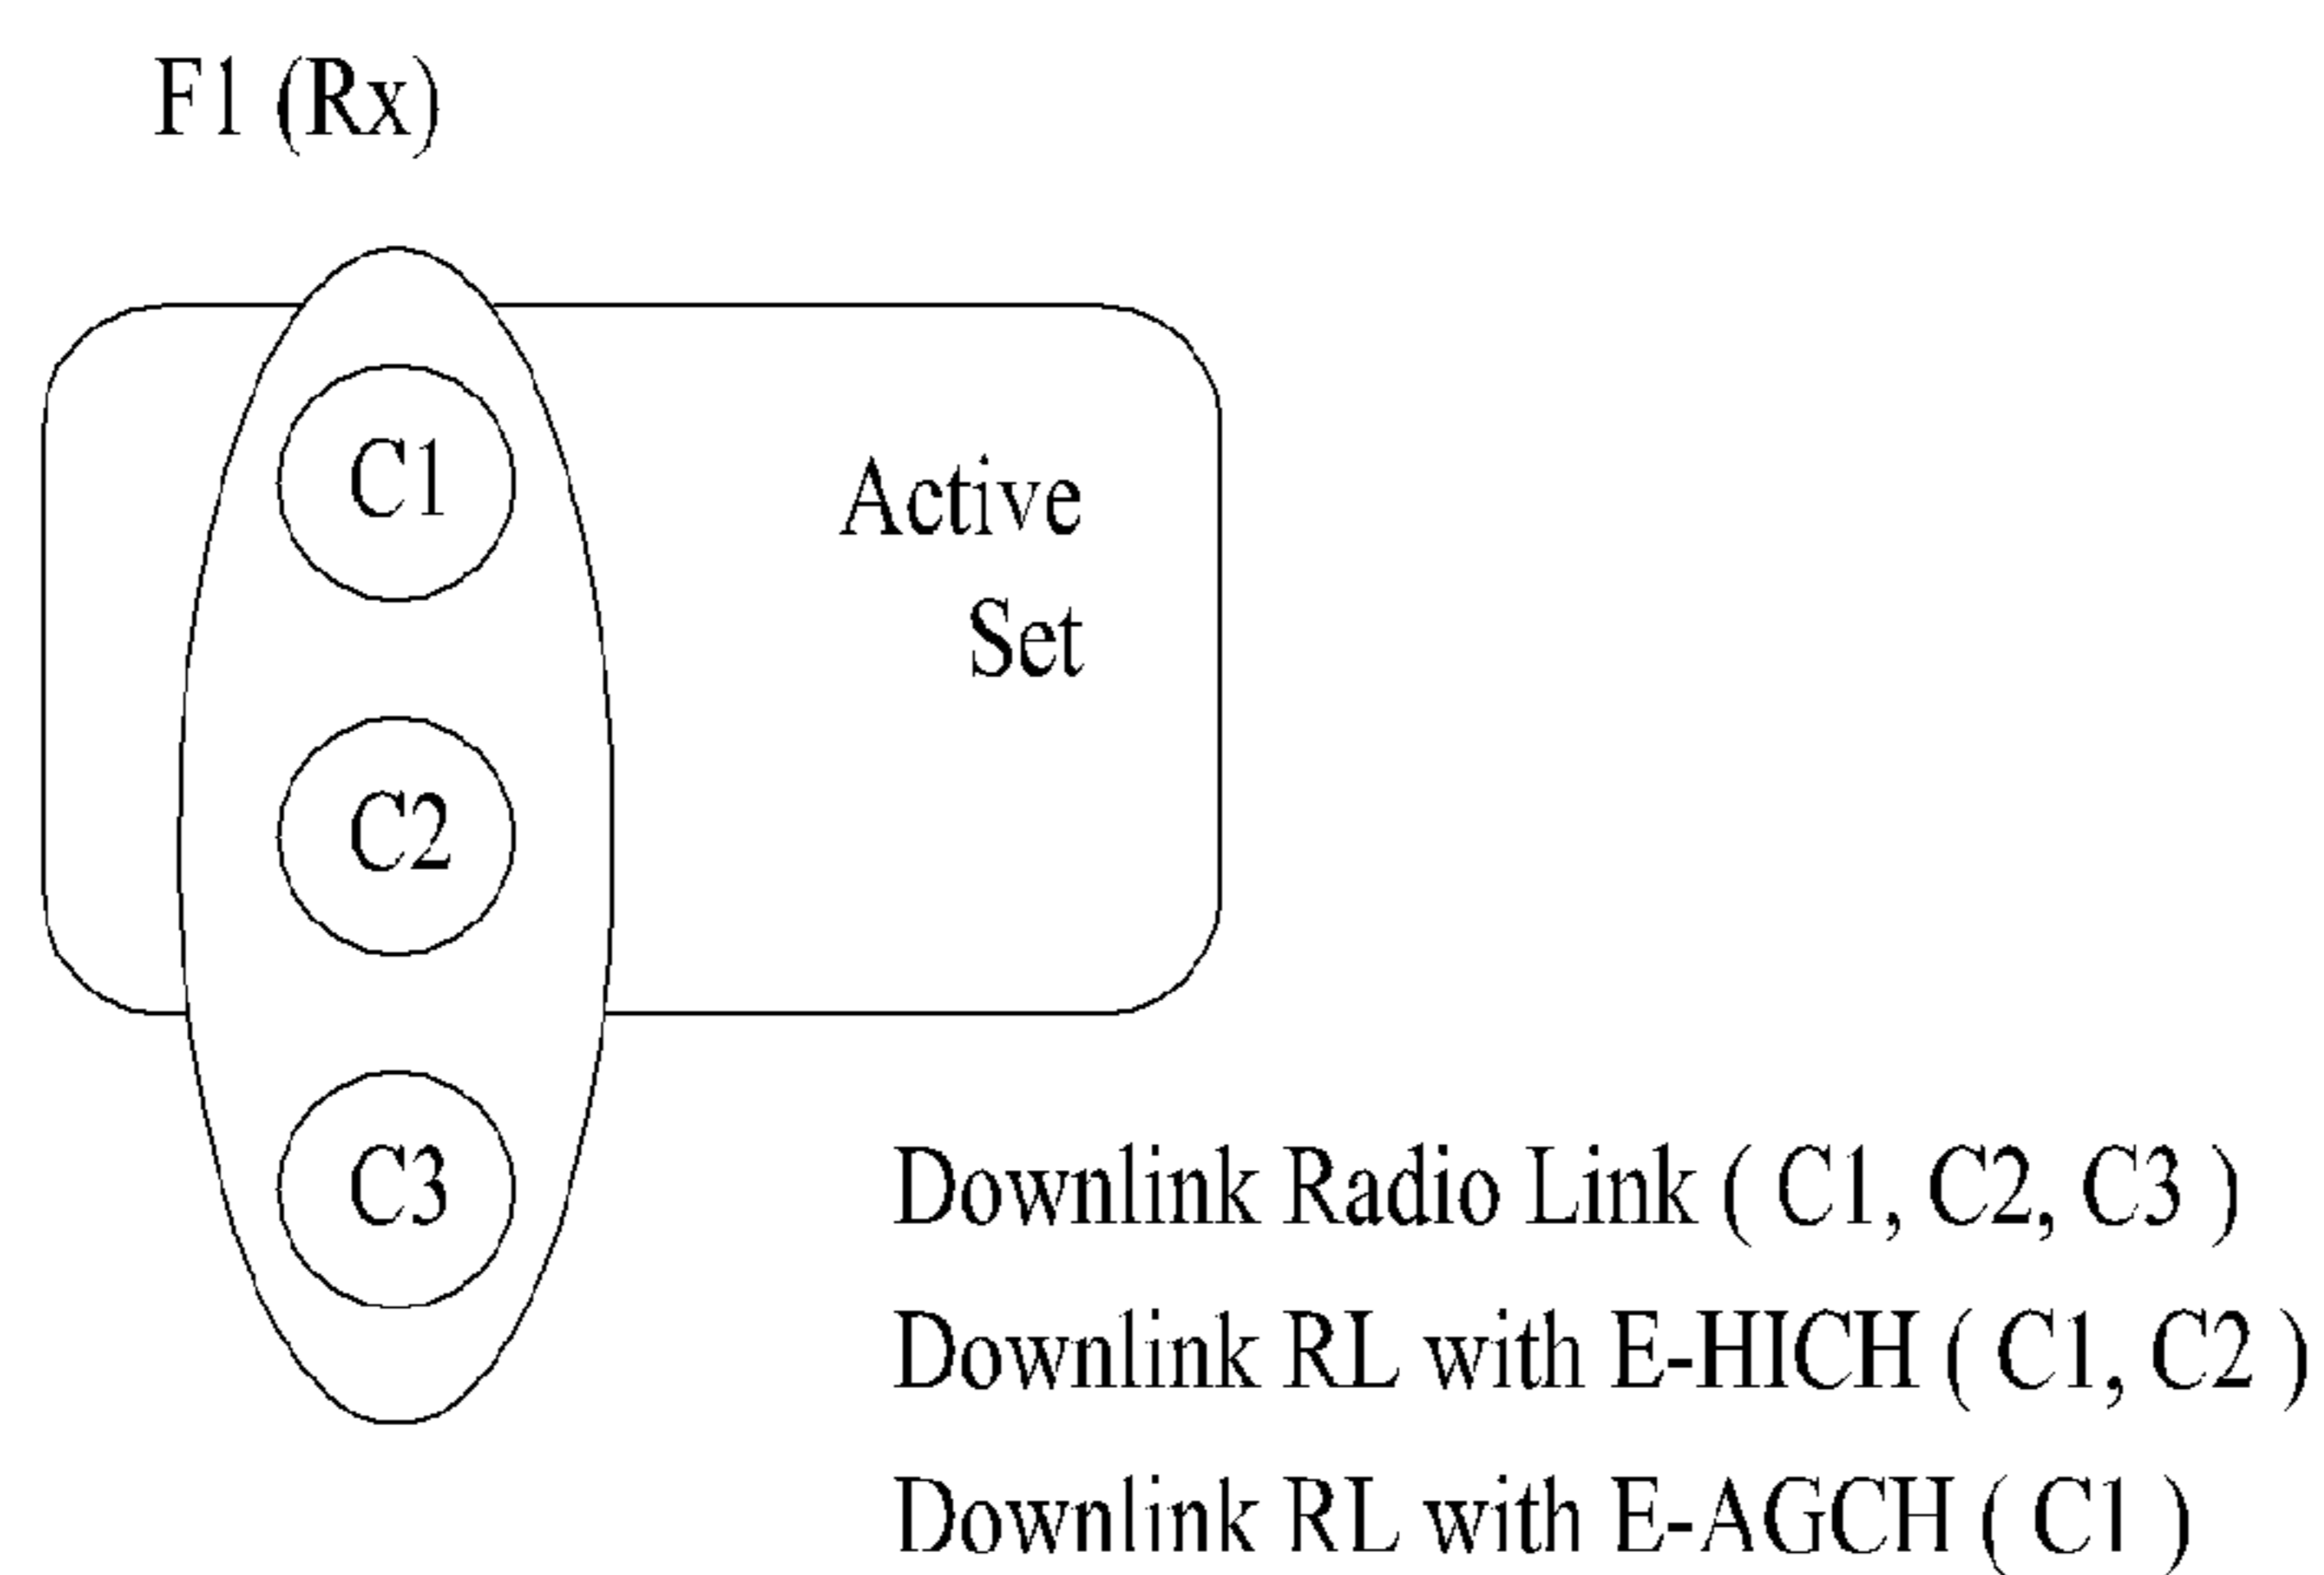 F1 (Rx)
C1
Active
Set
C2
C3
Downlink Radio Link ( C1, C2, C3 )
Downlink RL with E-HICH ( C1, C2 )
Downlink RL with E-AGCH ( C1 )